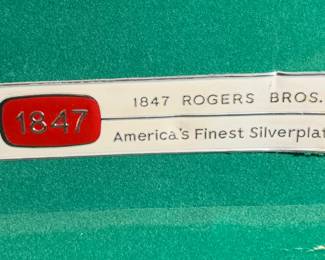 1847
1847 ROGERS BROS.
America's Finest Silverplat